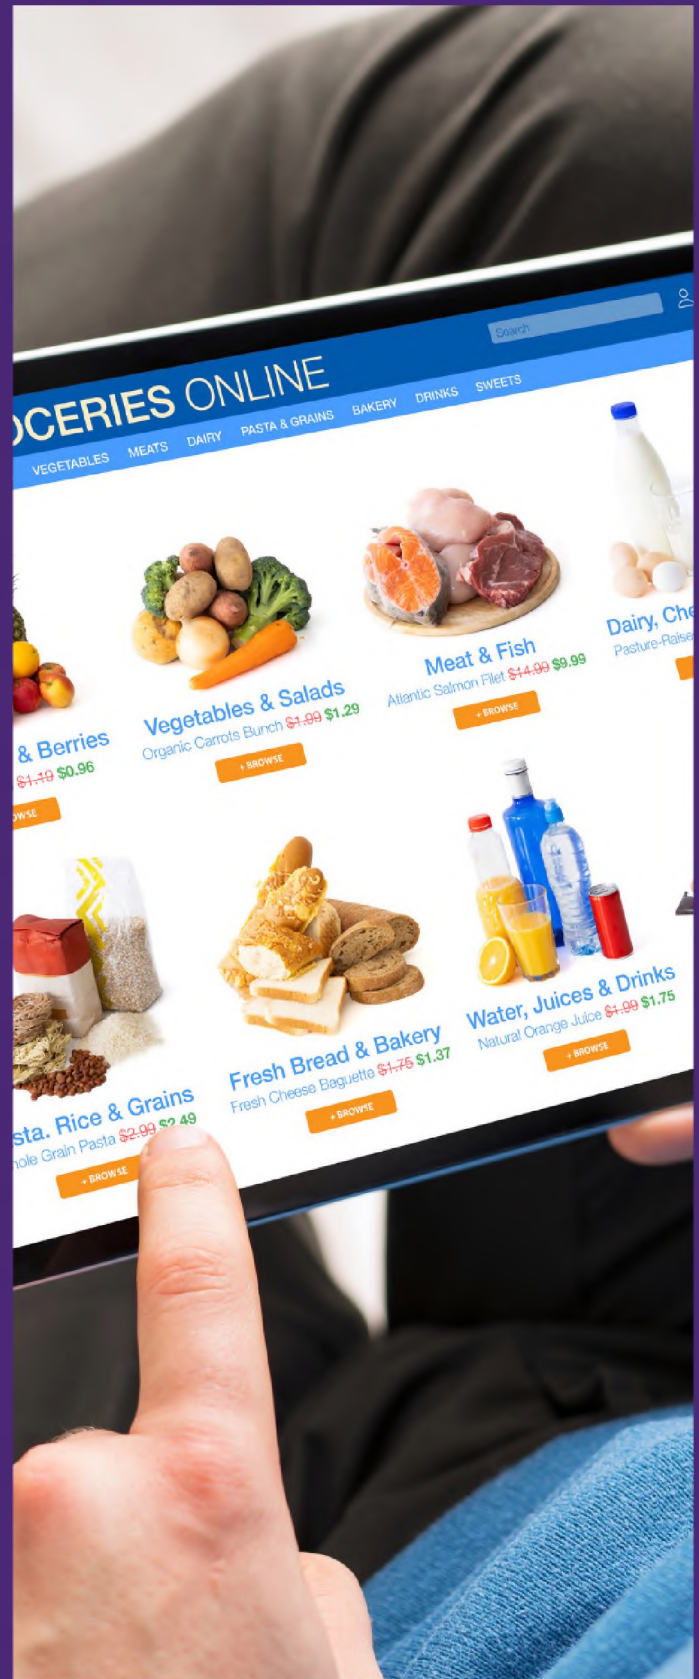 OCERIES ONLINE
Search
VEGETABLES MEATS DAIRY PASTA & GRAINS BAKERY DRINKS SWEETS
& Berries
$1.19 $0.96
Vegetables & Salads
Organic Carrots Bunch $1.99 $1.29
+ BROWSE
Meat & Fish
Atlantic Salmon Filet $14.99 $9.99
+ BROWSE
Dairy, Che
Pasture-Raise
OWSE
sta. Rice & Grains
hole Grain Pasta $2.99 $2.49
+ BROWSE
Fresh Bread & Bakery
Fresh Cheese Baguette $1.75 $1.37
+ BROWSE
Water, Juices & Drinks
Natural Orange Juice $1.99 $1.75
+ BROWSE